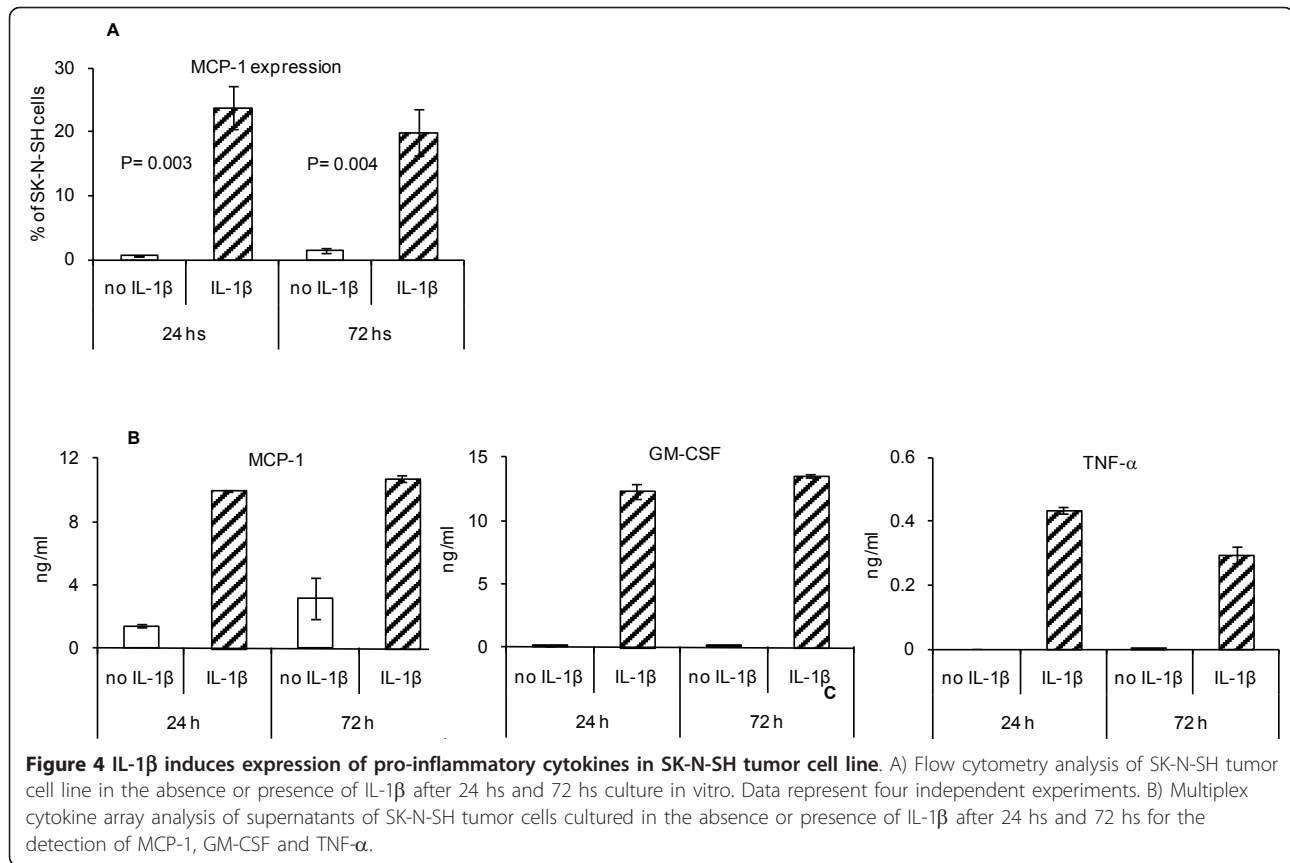 A
MCP-1 expression
30
20
10
0
% of SK-N-SH cells
P= 0.003
P= 0.004
no IL-1β IL-1β no IL-1β IL-1β
24 hs 72 hs
B
MCP-1
12
8
4
0
ng/ml
no IL-1β IL-1β no IL-1β IL-1β
24 h 72 h
GM-CSF
15
10
5
0
ng/ml
no IL-1β IL-1β no IL-1β IL-1β
C
24 h 72 h
TNF-α
0.6
0.4
0.2
0
ng/ml
no IL-1β IL-1β no IL-1β IL-1β
24 h 72 h
Figure 4 IL-1β induces expression of pro-inflammatory cytokines in SK-N-SH tumor cell line. A) Flow cytometry analysis of SK-N-SH tumor
cell line in the absence or presence of IL-1β after 24 hs and 72 hs culture in vitro. Data represent four independent experiments. B) Multiplex
cytokine array analysis of supernatants of SK-N-SH tumor cells cultured in the absence or presence of IL-1β after 24 hs and 72 hs for the
detection of MCP-1, GM-CSF and TNF-α.